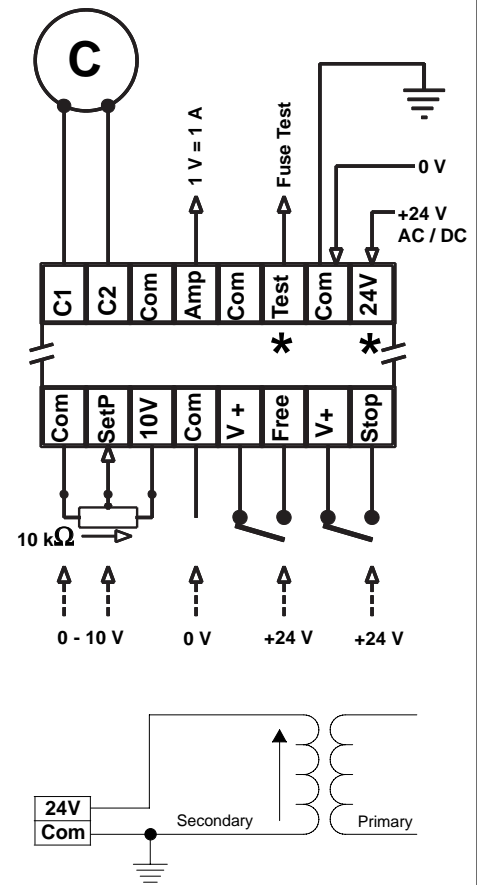 C
1 V = 1 A
Fuse Test
0 V
+24 V
AC / DC
C1 C2 Com Amp Com Test Com 24V
* *
Com SetP 10V Com V+ Free V+ Stop
10 kΩ
0 - 10 V 0 V +24 V +24 V
24V
Com
Secondary Primary